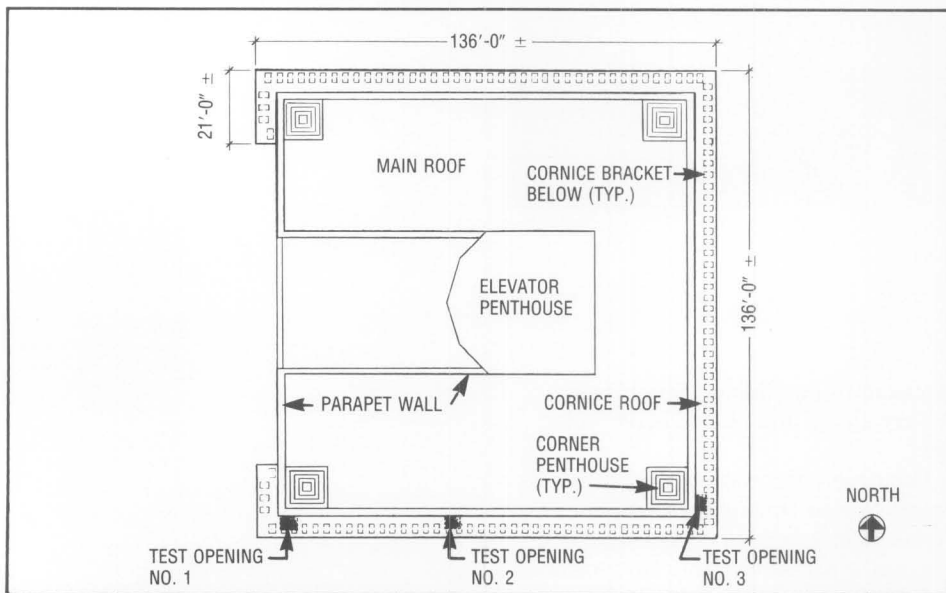 136'-0" ±
21'-0" ±
MAIN ROOF
CORNICE BRACKET
BELOW (TYP.)
ELEVATOR
PENTHOUSE
136'-0" ±
PARAPET WALL
CORNICE ROOF
CORNER
PENTHOUSE
(TYP.)
NORTH
TEST OPENING
NO. 1
TEST OPENING
NO. 2
TEST OPENING
NO. 3